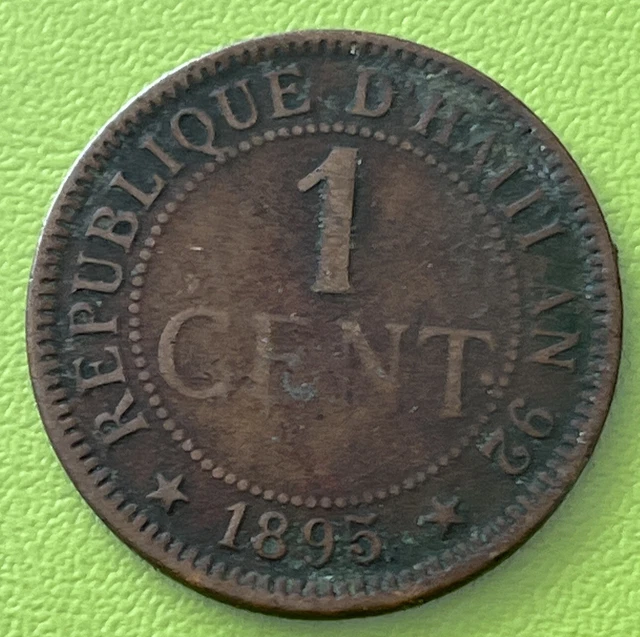 REPUBLIQUE D'HAITI AN 92
1
CENT.
1895.